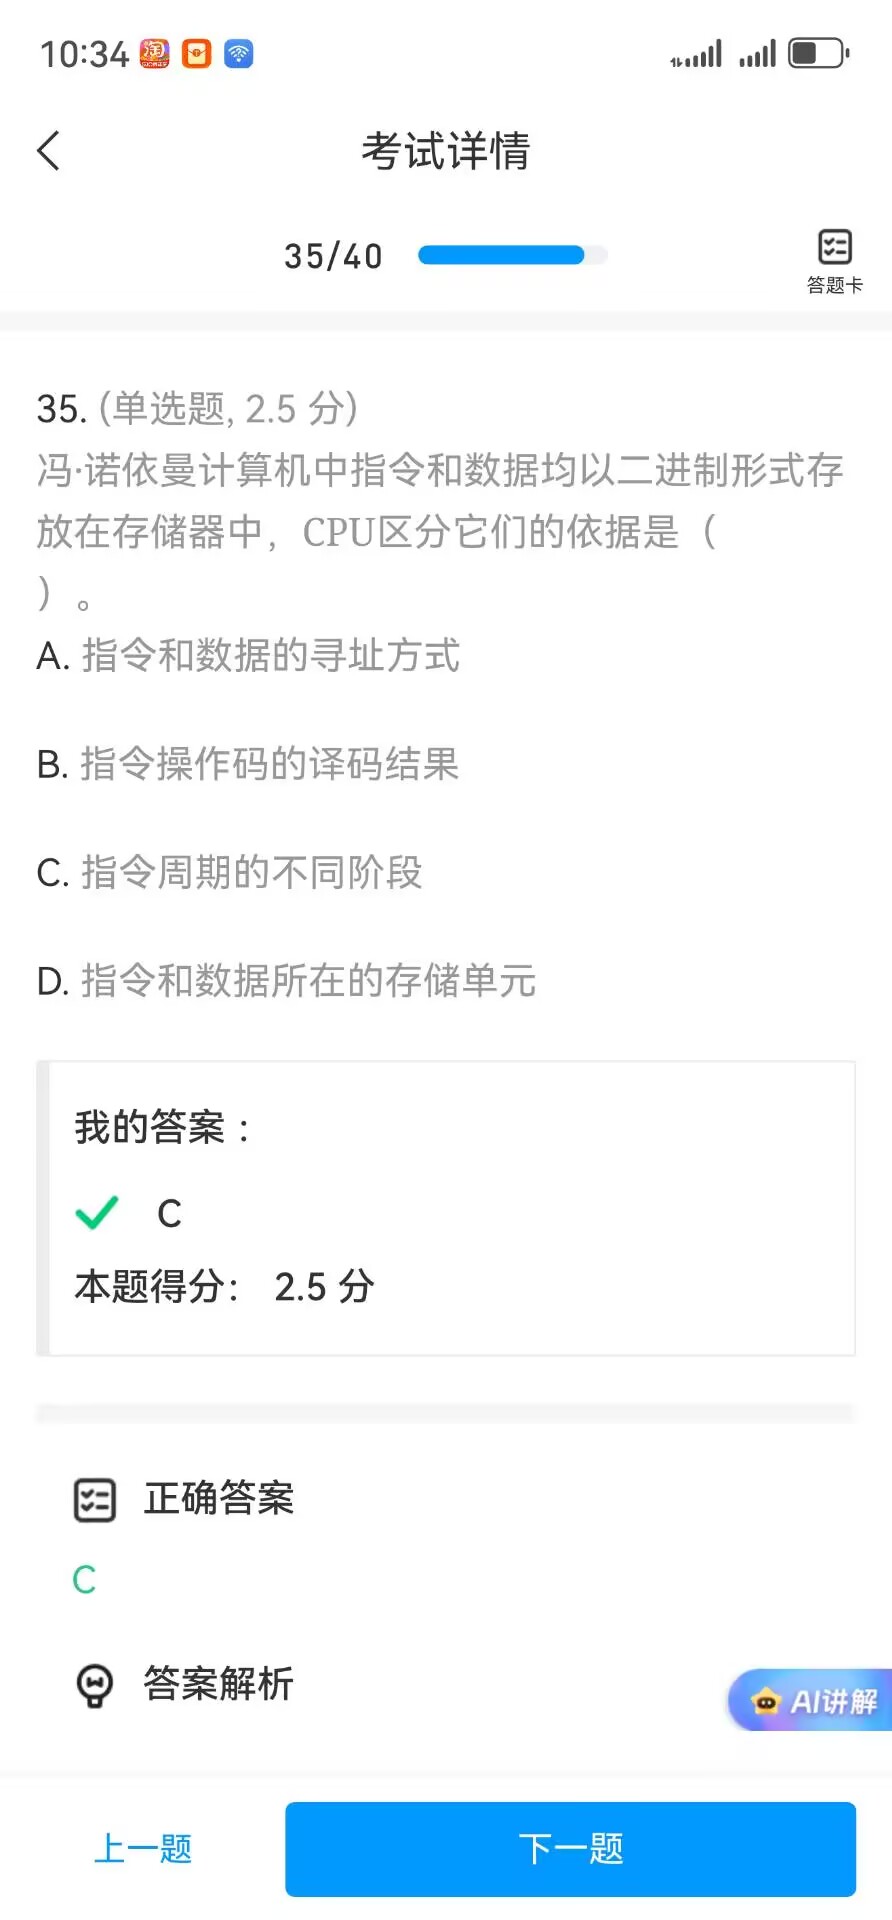 10:34
考试详情
35/40
答题卡
35. (单选题, 2.5 分)
冯·诺依曼计算机中指令和数据均以二进制形式存
放在存储器中，CPU区分它们的依据是（
）。
A. 指令和数据的寻址方式
B. 指令操作码的译码结果
C. 指令周期的不同阶段
D. 指令和数据所在的存储单元
我的答案：
C
本题得分： 2.5 分
正确答案
C
答案解析
AI讲解
上一题
下一题